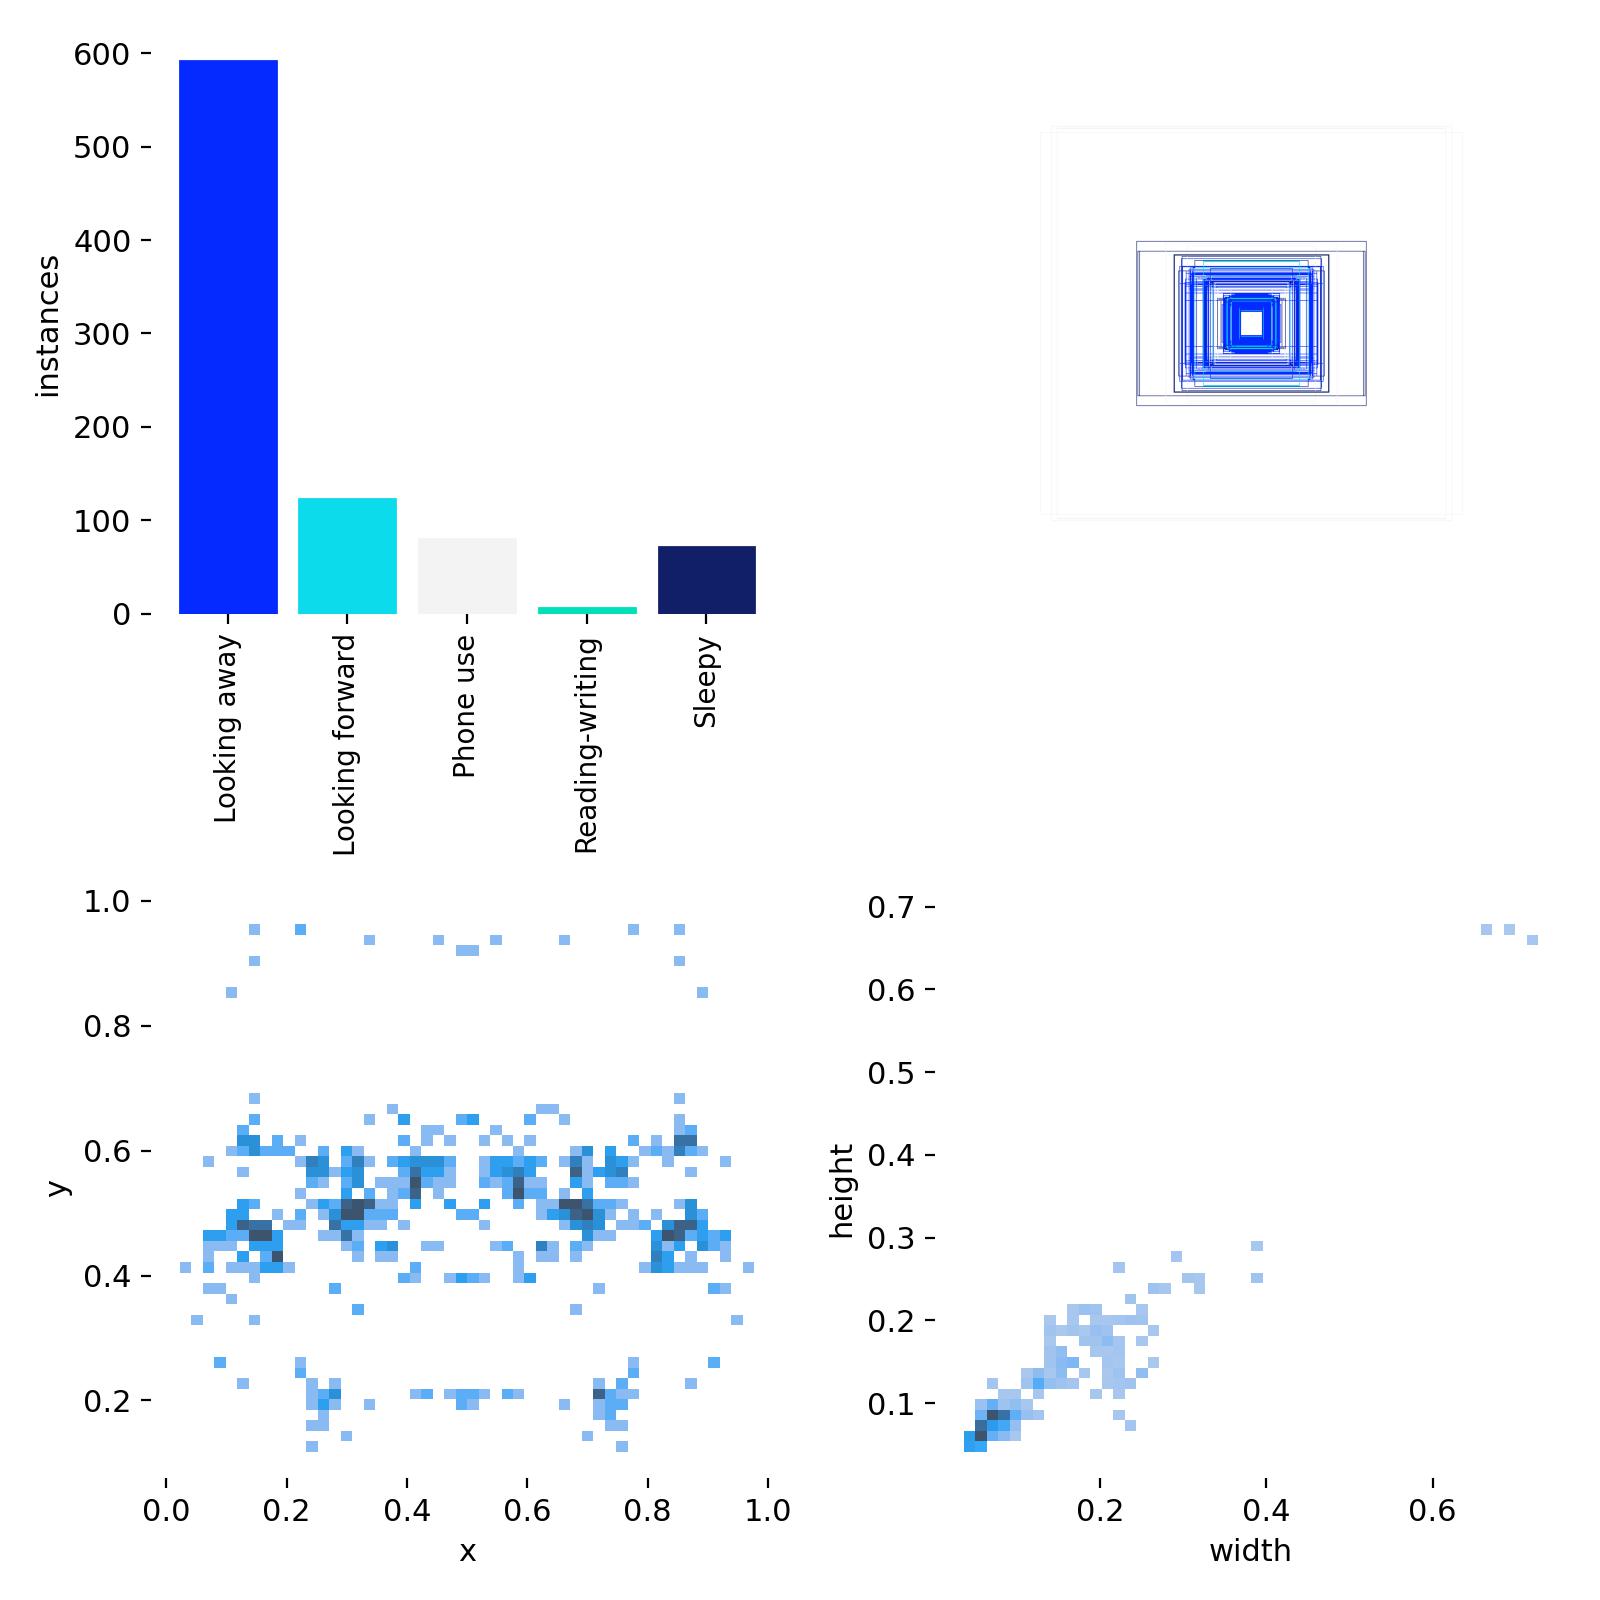 600
500
400
300
200
100
0
instances
Looking away
Looking forward
Phone use
Reading-writing
Sleepy
1.0
0.8
0.6
0.4
0.2
y
0.0 0.2 0.4 0.6 0.8 1.0
x
0.7
0.6
0.5
0.4
0.3
0.2
0.1
height
0.2 0.4 0.6
width